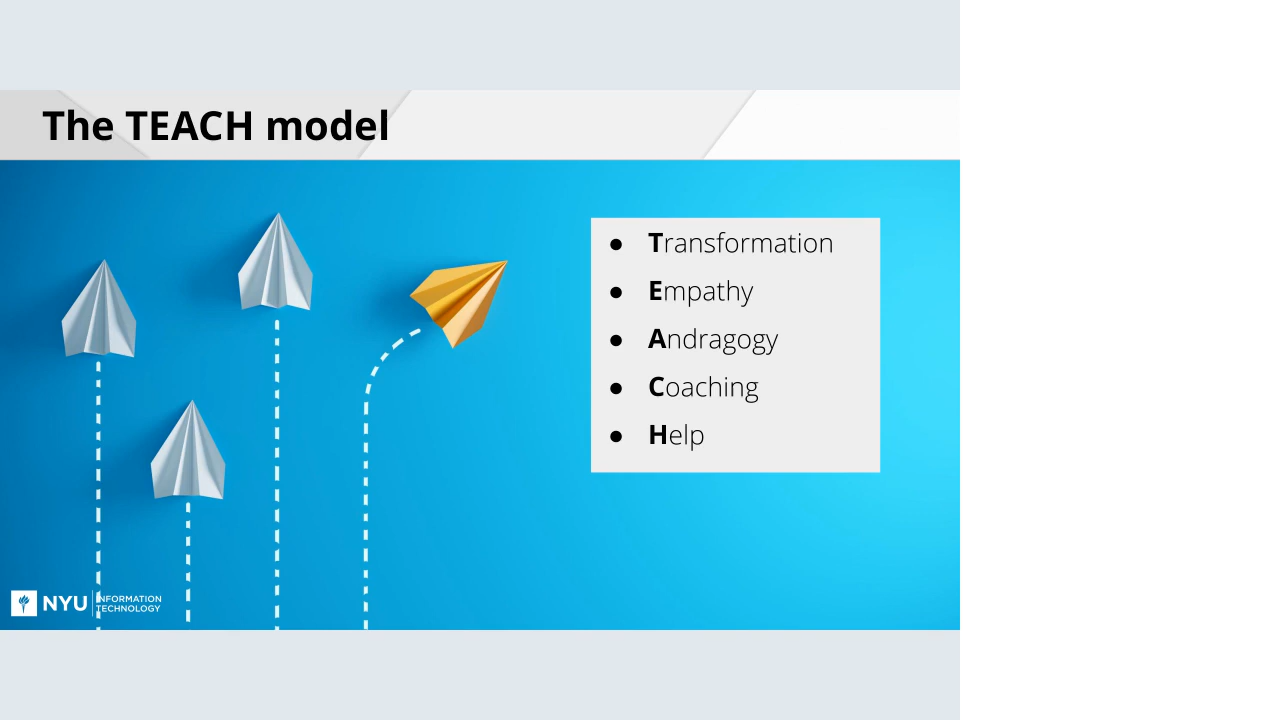 The TEACH model
● Transformation
● Empathy
● Andragogy
● Coaching
● Help
NYU INFORMATION
TECHNOLOGY